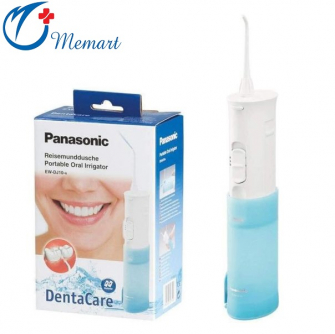 Memart
Panasonic
Reisemunddusche
Portable Oral Irrigator
EW-DJ10-A
DentaCare